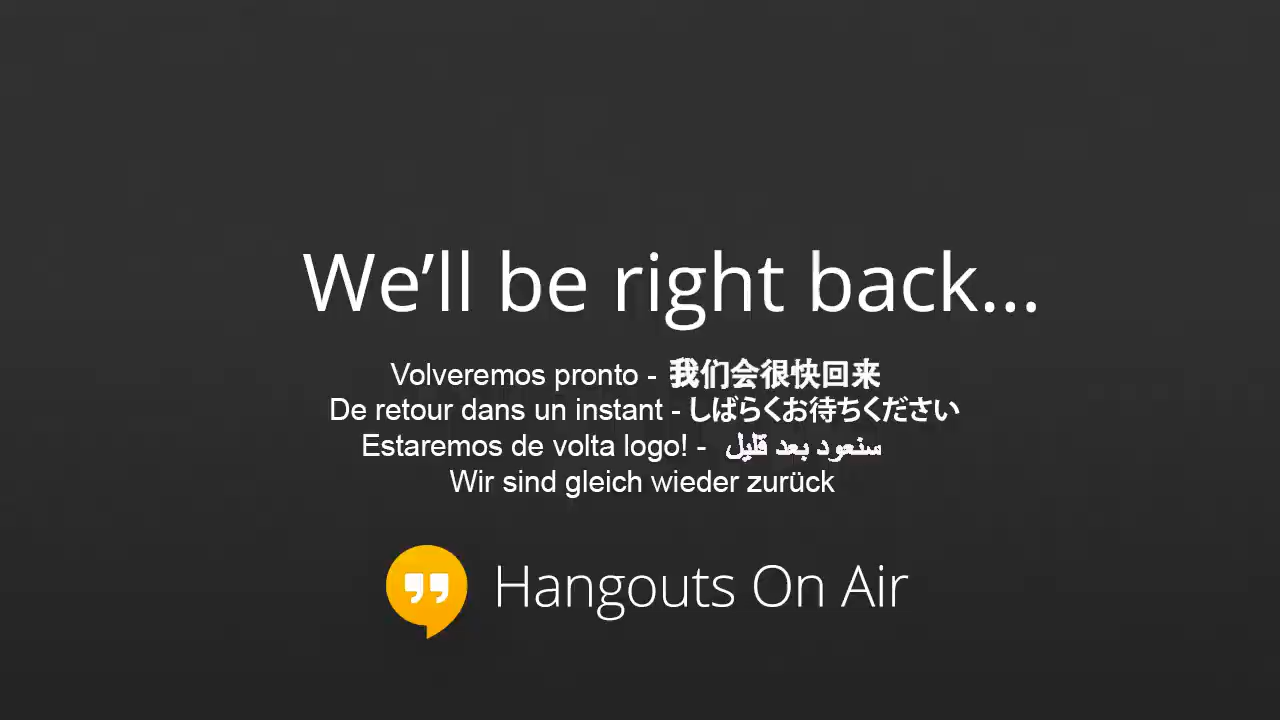 We’ll be right back...
Volveremos pronto - 我们会很快回来
De retour dans un instant - しばらくお待ちください
Estaremos de volta logo! - سنعود بعد قليل
Wir sind gleich wieder zurück
Hangouts On Air